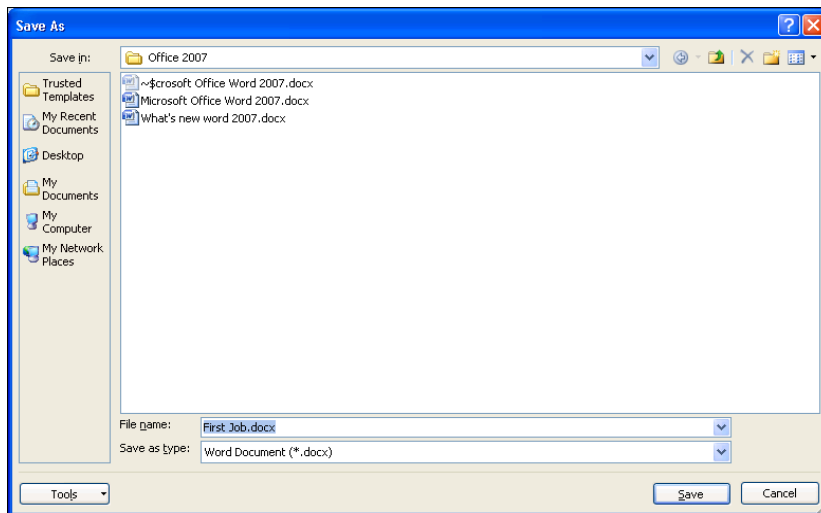 Save As
Save in:
Office 2007
Trusted
Templates
My Recent
Documents
Desktop
My
Documents
My
Computer
My Network
Places
~$crosoft Office Word 2007.docx
Microsoft Office Word 2007.docx
What's new word 2007.docx
File name:
First Job.docx
Save as type:
Word Document (*.docx)
Tools
Save
Cancel